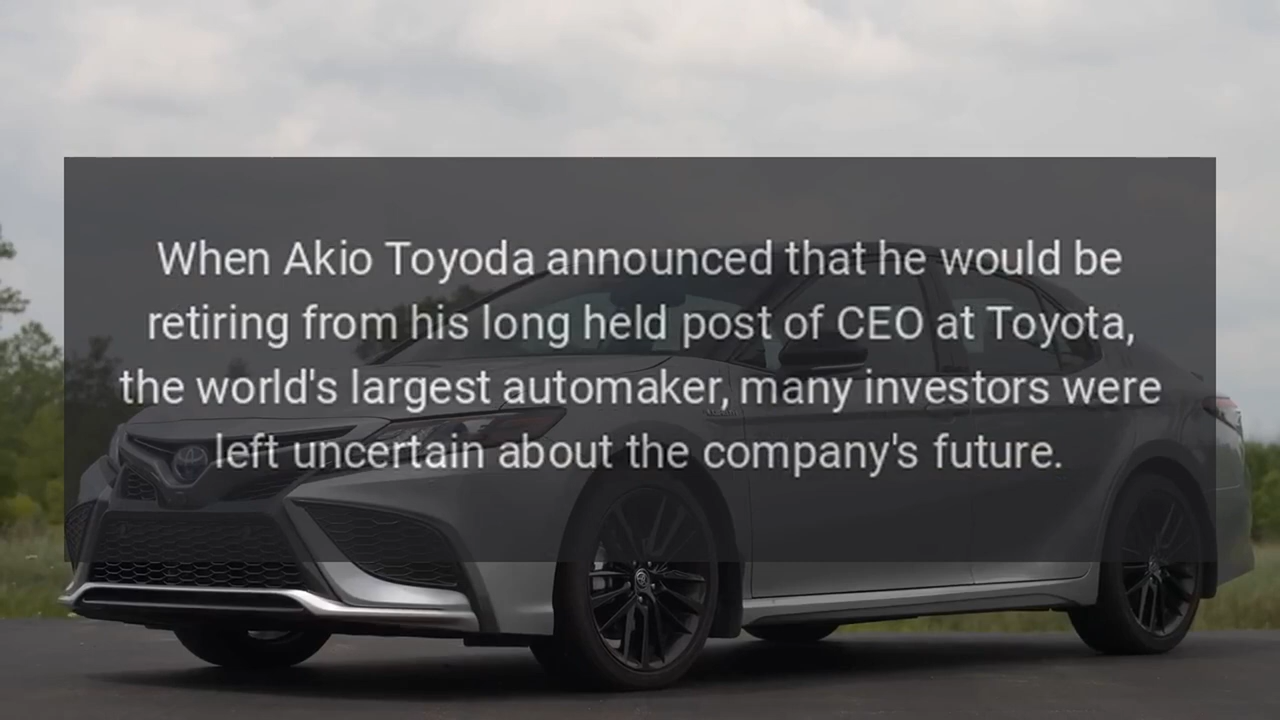 When Akio Toyoda announced that he would be
retiring from his long held post of CEO at Toyota,
the world's largest automaker, many investors were
left uncertain about the company's future.